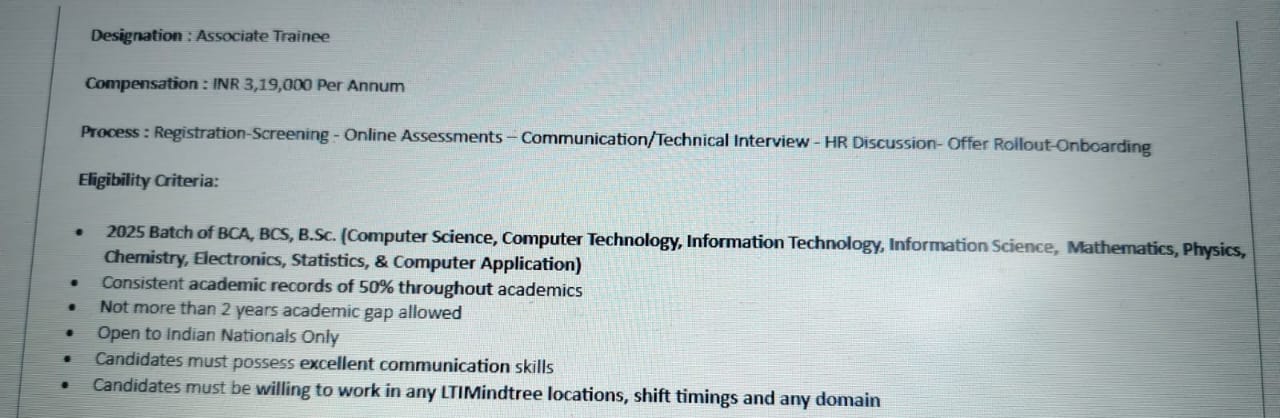 Designation : Associate Trainee
Compensation : INR 3,19,000 Per Annum
Process : Registration-Screening - Online Assessments – Communication/Technical Interview - HR Discussion- Offer Rollout-Onboarding
Eligibility Criteria:
• 2025 Batch of BCA, BCS, B.Sc. (Computer Science, Computer Technology, Information Technology, Information Science, Mathematics, Physics,
Chemistry, Electronics, Statistics, & Computer Application)
• Consistent academic records of 50% throughout academics
• Not more than 2 years academic gap allowed
• Open to Indian Nationals Only
• Candidates must possess excellent communication skills
• Candidates must be willing to work in any LTIMindtree locations, shift timings and any domain